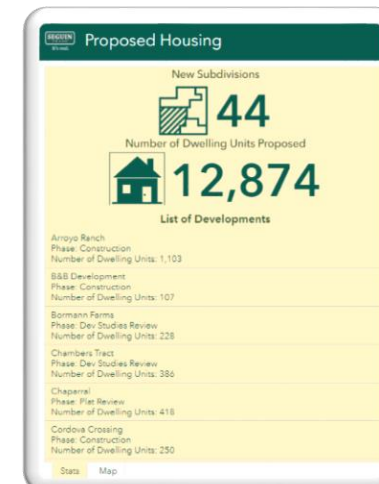 SEGUIN
Proposed Housing
New Subdivisions
44
Number of Dwelling Units Proposed
12,874
List of Developments
Arroyo Ranch
Phase: Construction
Number of Dwelling Units: 1,103
B&B Development
Phase: Construction
Number of Dwelling Units: 107
Bormann Farms
Phase: Dev Studies Review
Number of Dwelling Units: 228
Chambers Tract
Phase: Dev Studies Review
Number of Dwelling Units: 386
Chaparral
Phase: Plat Review
Number of Dwelling Units: 418
Cordova Crossing
Phase: Construction
Number of Dwelling Units: 250
Stats Map